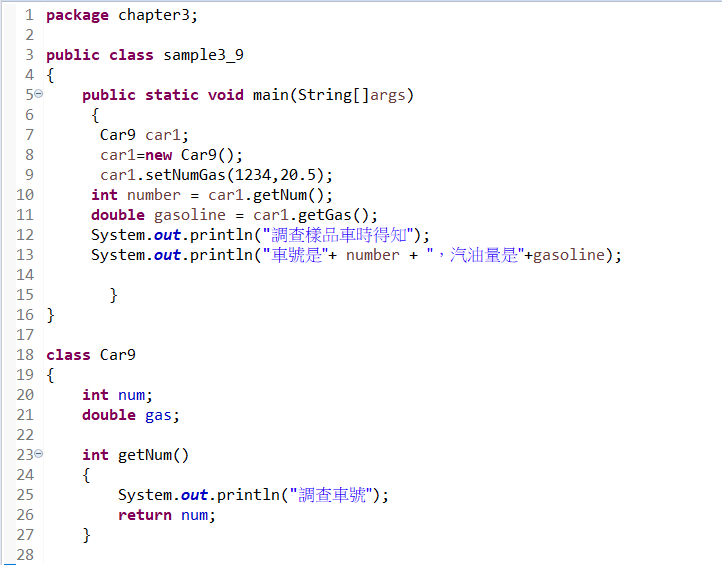 1 package chapter3;
2
3 public class sample3_9
4 {
5 public static void main(String[]args)
6 {
7 Car9 car1;
8 car1=new Car9();
9 car1.setNumGas(1234,20.5);
10 int number = car1.getNum();
11 double gasoline = car1.getGas();
12 System.out.println("調查樣品車時得知");
13 System.out.println("車號是"+ number + "，汽油量是"+gasoline);
14
15 }
16 }
17
18 class Car9
19 {
20 int num;
21 double gas;
22
23 int getNum()
24 {
25 System.out.println("調查車號");
26 return num;
27 }
28